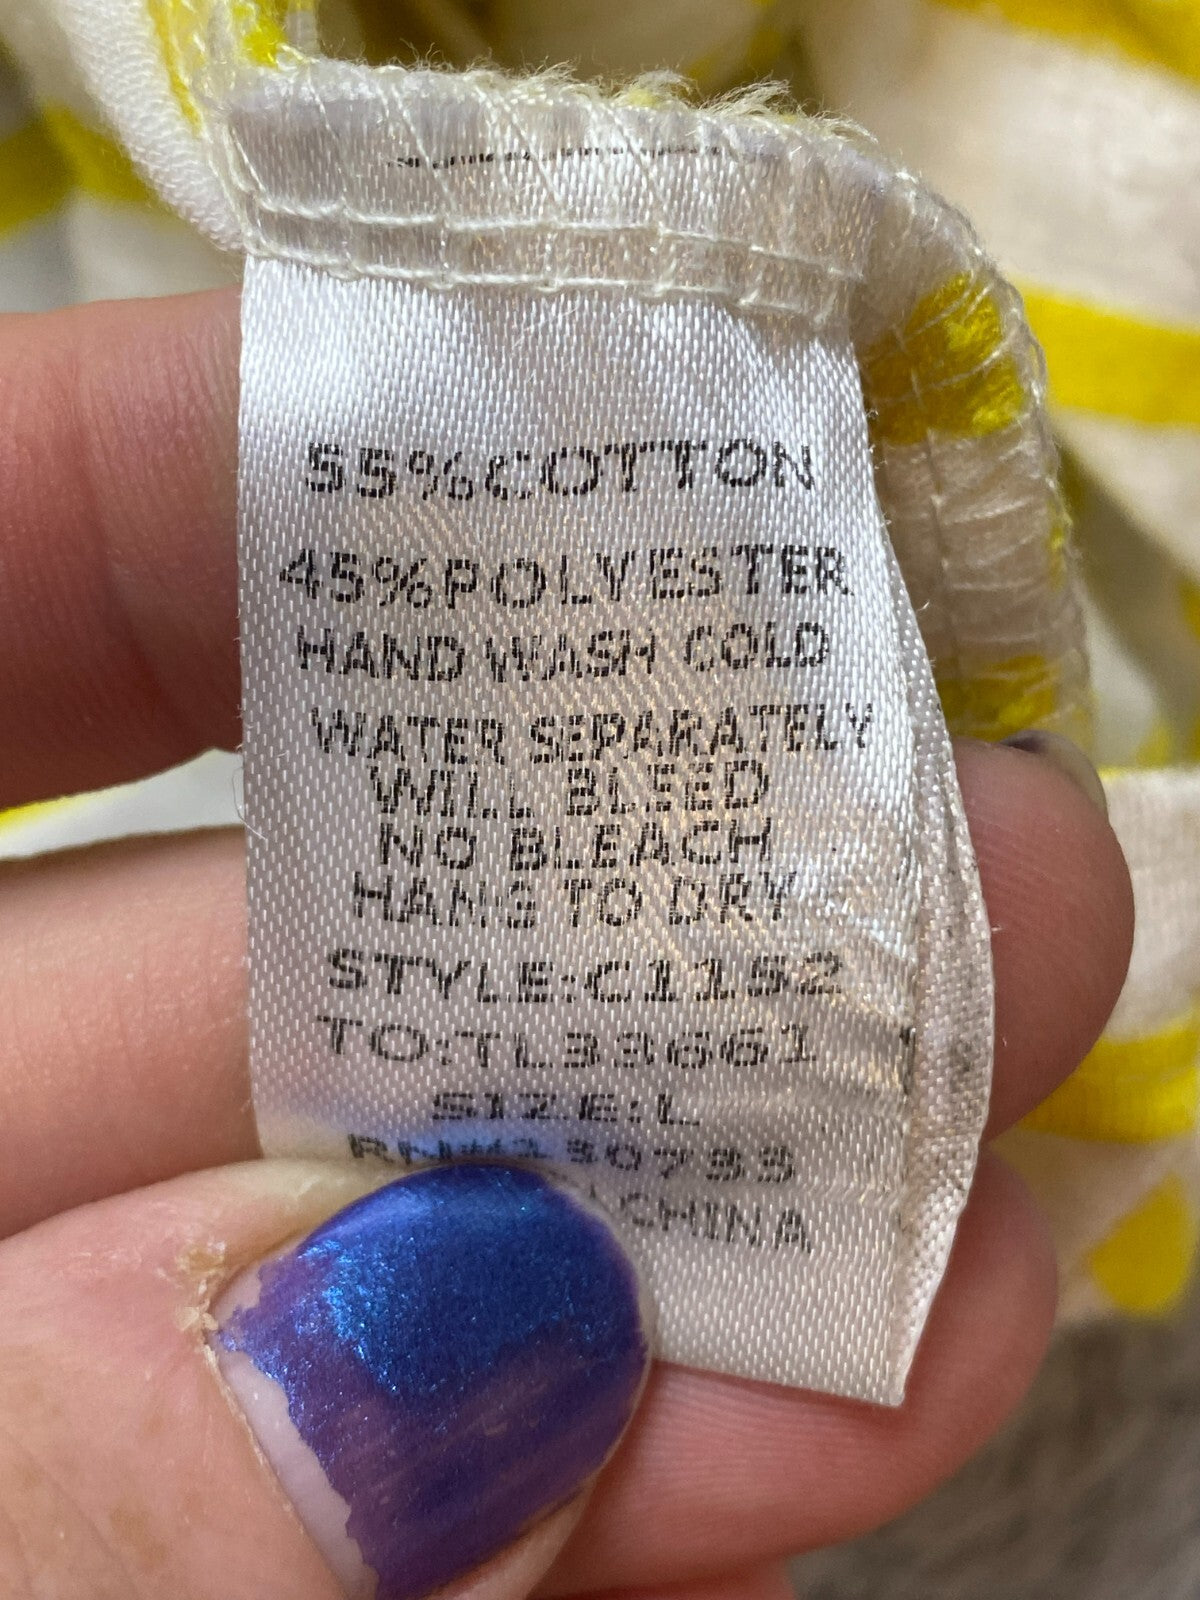 55%COTTON
45%POLYESTER
HAND WASH COLD
WATER SEPARATELY
WILL BLEED
NO BLEACH
HANG TO DRY
STYLE:C1152
TO:TL33661
SIZE:L
CHINA